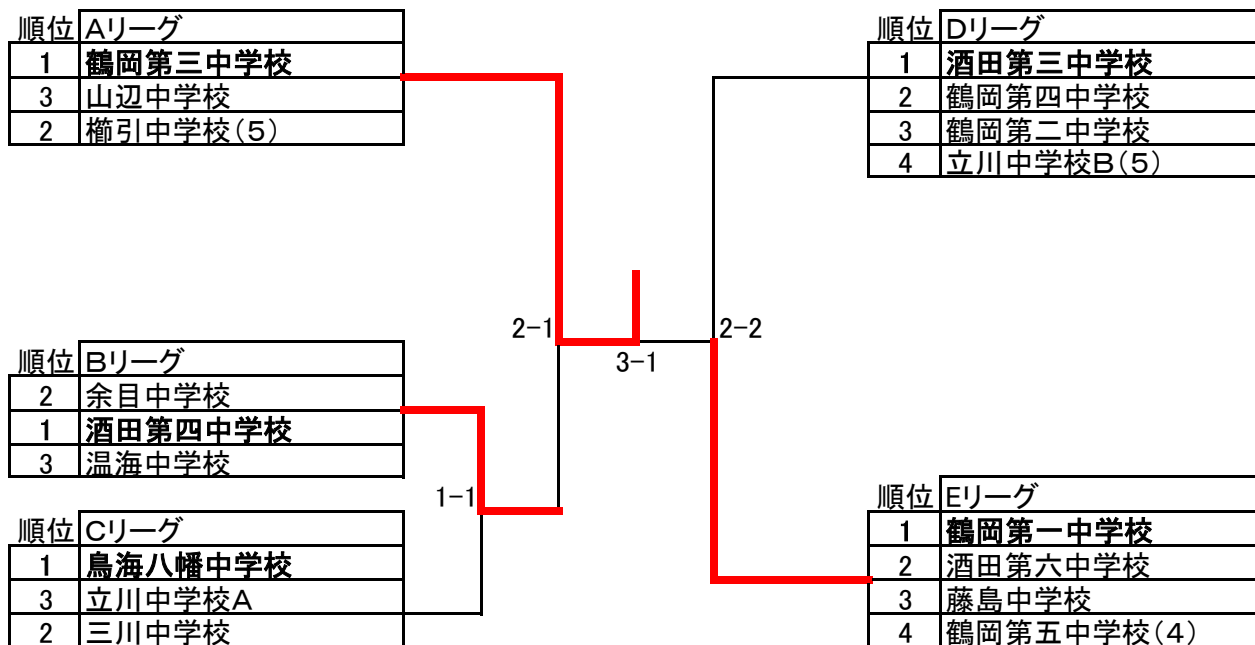 順位 Aリーグ
1 鶴岡第三中学校
3 山辺中学校
2 櫛引中学校(5)
順位 Dリーグ
1 酒田第三中学校
2 鶴岡第四中学校
3 鶴岡第二中学校
4 立川中学校B(5)
2-1
2-2
3-1
順位 Bリーグ
2 余目中学校
1 酒田第四中学校
3 温海中学校
1-1
順位 Cリーグ
1 鳥海八幡中学校
3 立川中学校A
2 三川中学校
順位 Eリーグ
1 鶴岡第一中学校
2 酒田第六中学校
3 藤島中学校
4 鶴岡第五中学校(4)